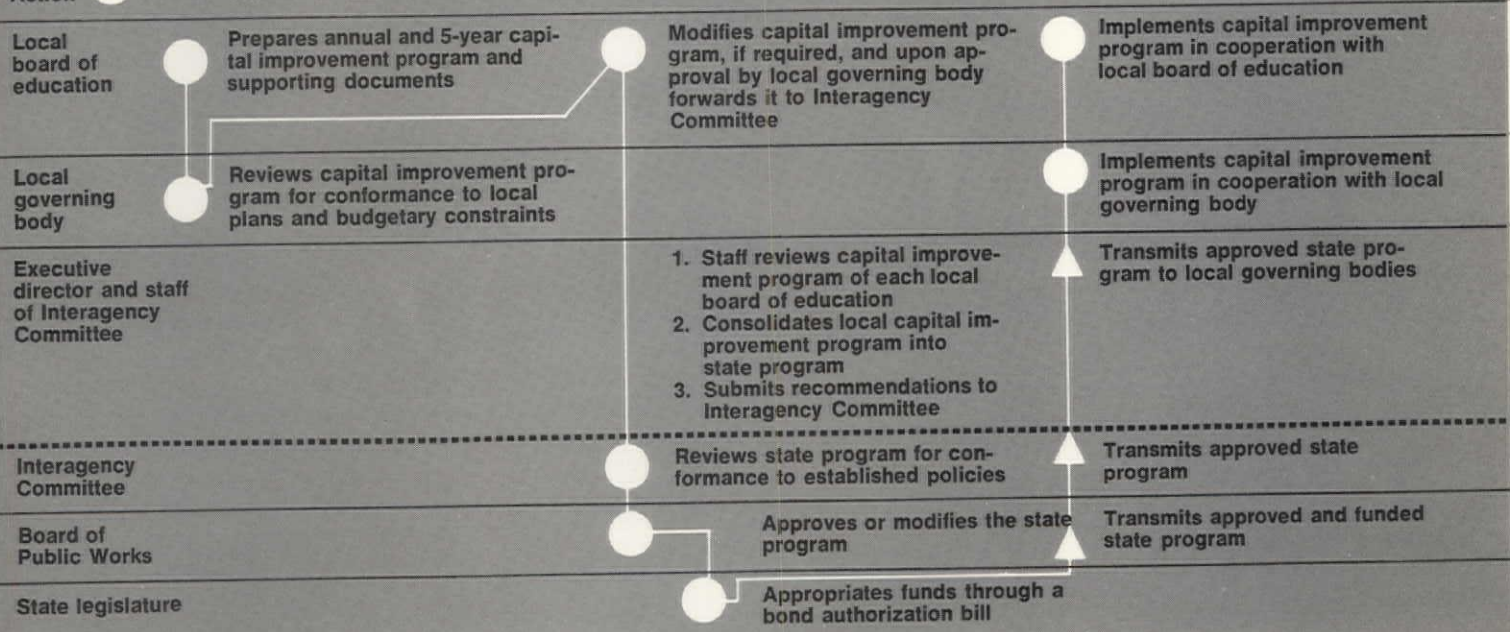 Local
board of
education
Prepares annual and 5-year capi-
tal improvement program and
supporting documents
Modifies capital improvement pro-
gram, if required, and upon ap-
proval by local governing body
forwards it to Interagency
Committee
Implements capital improvement
program in cooperation with
local board of education
Local
governing
body
Reviews capital improvement pro-
gram for conformance to local
plans and budgetary constraints
Implements capital improvement
program in cooperation with local
governing body
Executive
director and staff
of Interagency
Committee
1. Staff reviews capital improve-
ment program of each local
board of education
2. Consolidates local capital im-
provement program into
state program
3. Submits recommendations to
Interagency Committee
Transmits approved state pro-
gram to local governing bodies
Interagency
Committee
Reviews state program for con-
formance to established policies
Transmits approved state
program
Board of
Public Works
Approves or modifies the state
program
Transmits approved and funded
state program
State legislature
Appropriates funds through a
bond authorization bill